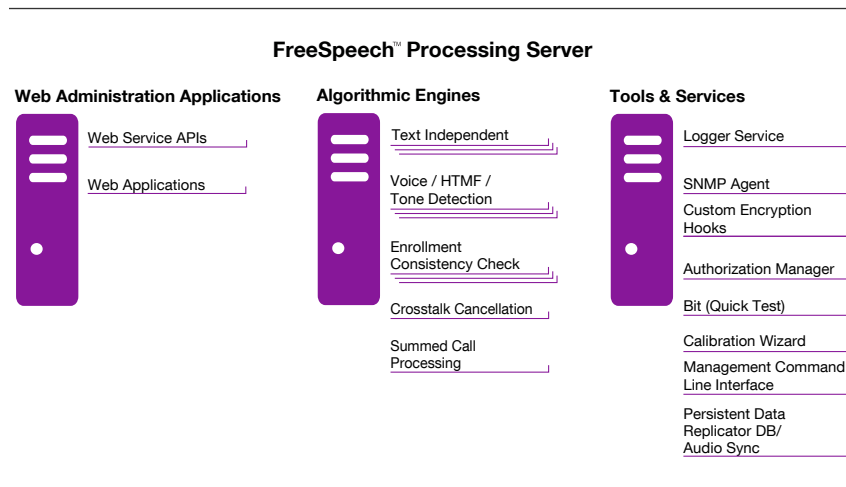 FreeSpeech™ Processing Server
Web Administration Applications
Web Service APIs
Web Applications
Algorithmic Engines
Text Independent
Voice / HTMF /
Tone Detection
Enrollment
Consistency Check
Crosstalk Cancellation
Summed Call
Processing
Tools & Services
Logger Service
SNMP Agent
Custom Encryption
Hooks
Authorization Manager
Bit (Quick Test)
Calibration Wizard
Management Command
Line Interface
Persistent Data
Replicator DB/
Audio Sync